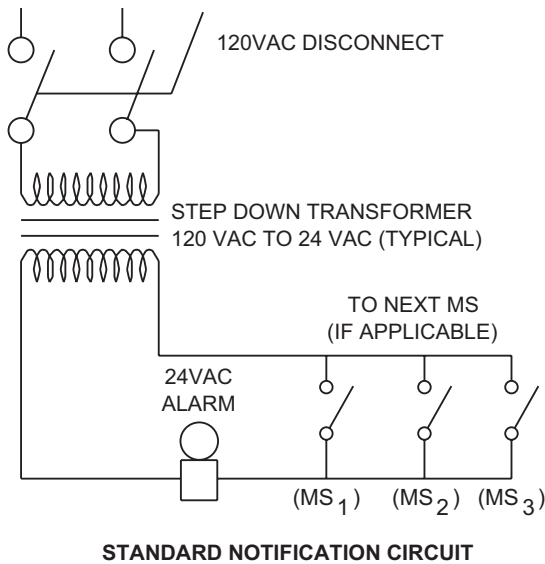 120VAC DISCONNECT
STEP DOWN TRANSFORMER
120 VAC TO 24 VAC (TYPICAL)
TO NEXT MS
(IF APPLICABLE)
24VAC
ALARM
(MS1) (MS2) (MS3)
STANDARD NOTIFICATION CIRCUIT